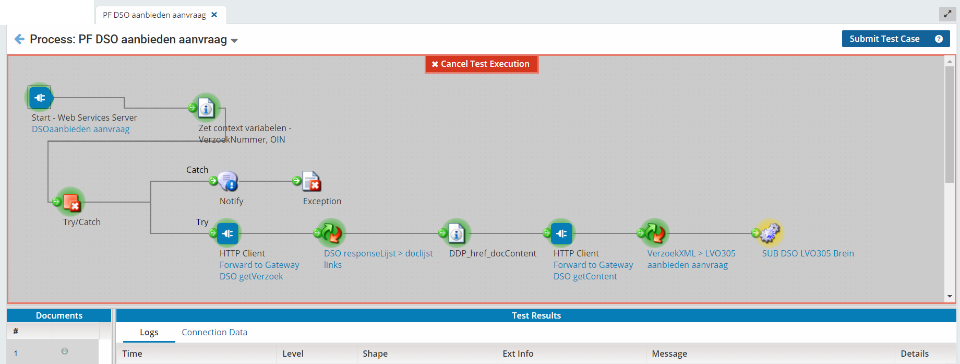 PF DSO aanbieden aanvraag ×
Process: PF DSO aanbieden aanvraag
Submit Test Case ?
Cancel Test Execution
Start - Web Services Server
DSOaanbieden aanvraag
Zet context variabelen -
VerzoekNummer, OIN
Catch
Notify
Exception
Try/Catch
Try
HTTP Client
Forward to Gateway
DSO getVerzoek
DSO responseLijst > doclijst
links
DDP_href_docContent
HTTP Client
Forward to Gateway
DSO getContent
VerzoekXML > LVO305
aanbieden aanvraag
SUB DSO LVO305 Brein
Documents
#
1
Test Results
Logs
Connection Data
Time
Level
Shape
Ext Info
Message
Details